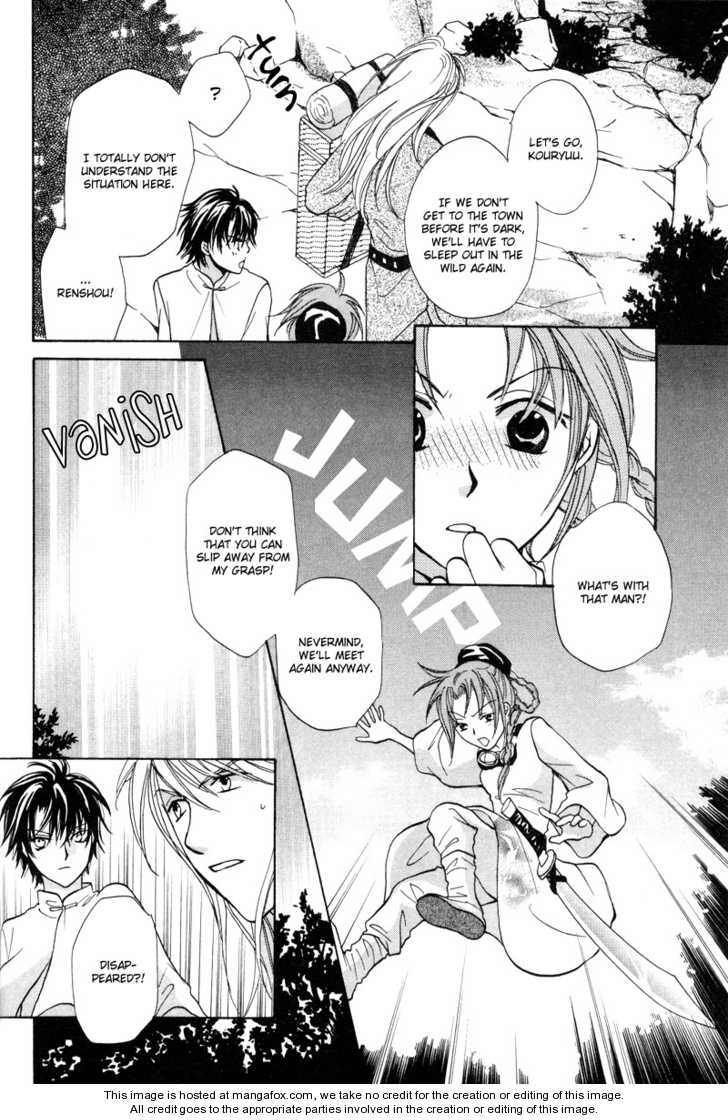 LET'S GO,
KOURYUU.
IF WE DON'T
GET TO THE TOWN
BEFORE IT'S DARK,
WE'LL HAVE TO
SLEEP OUT IN THE
WILD AGAIN.
turn
?
I TOTALLY DON'T
UNDERSTAND THE
SITUATION HERE.
...
RENSHOU!
WHAT'S WITH
THAT MAN?!
JUMP
DON'T THINK
THAT YOU CAN
SLIP AWAY FROM
MY GRASP!
NEVERMIND,
WE'LL MEET
AGAIN ANYWAY.
VANISH
DISAP-
PEARED?!
This image is hosted at mangafox.com, we take no credit for the creation or editing of this image.
All credit goes to the appropriate parties involved in the creation and editing of this image.